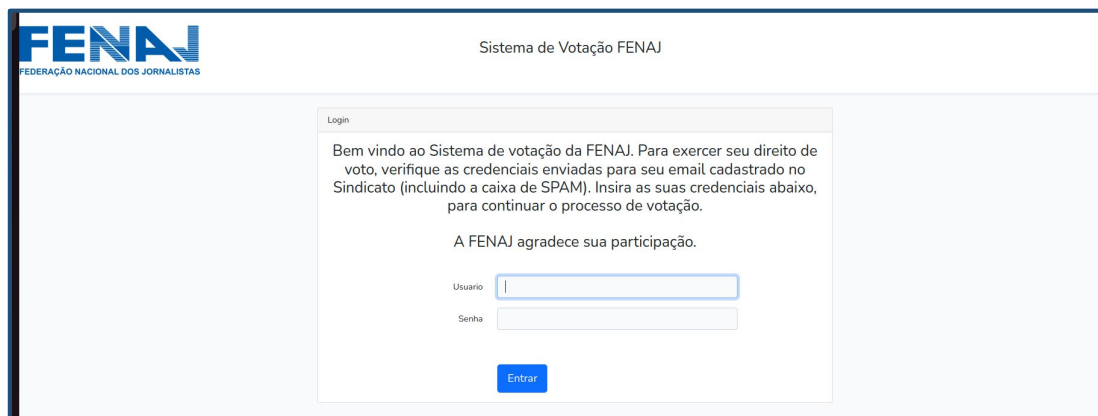 FENAJ
FEDERAÇÃO NACIONAL DOS JORNALISTAS
Sistema de Votação FENAJ
Login
Bem vindo ao Sistema de votação da FENAJ. Para exercer seu direito de
voto, verifique as credenciais enviadas para seu email cadastrado no
Sindicato (incluindo a caixa de SPAM). Insira as suas credenciais abaixo,
para continuar o processo de votação.
A FENAJ agradece sua participação.
Usuario
Senha
Entrar